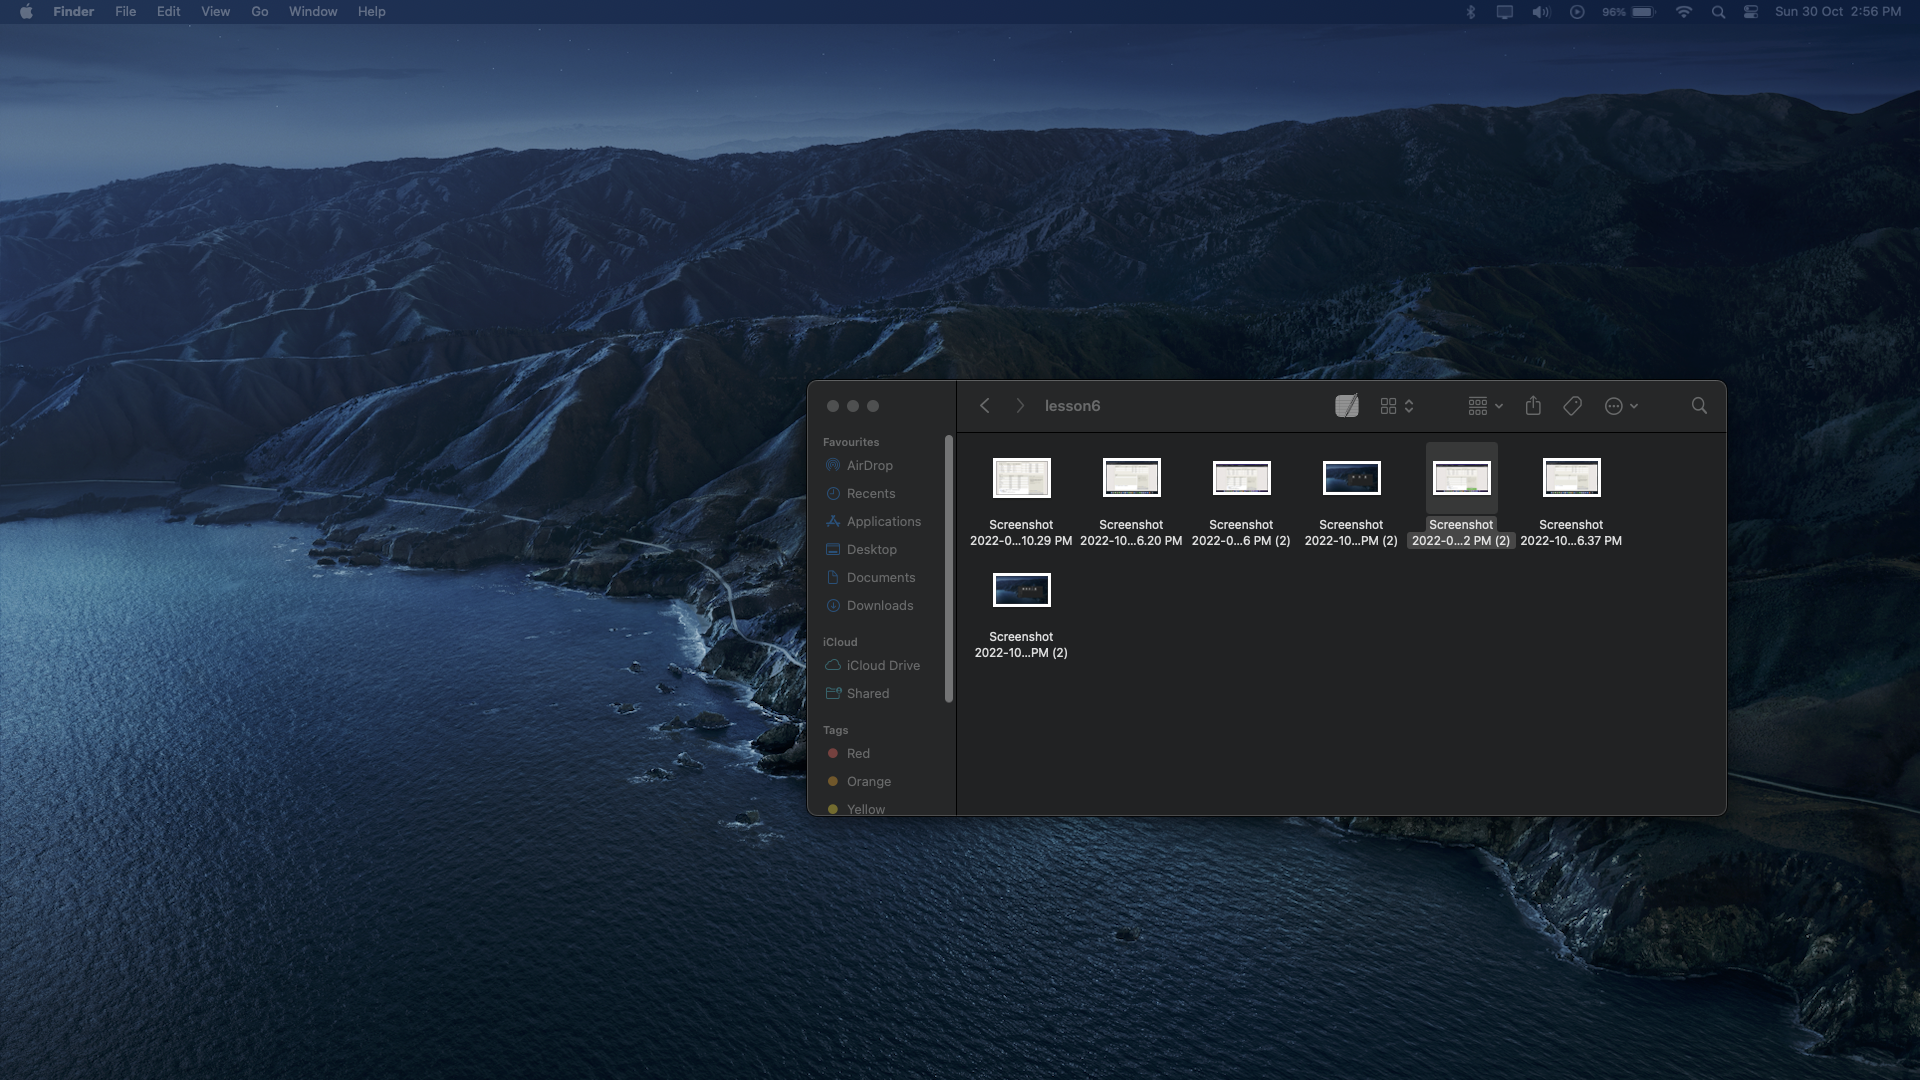 Finder File Edit View Go Window Help 96% Sun 30 Oct 2:56 PM
lesson6
Favourites
AirDrop
Recents
Applications
Desktop
Documents
Downloads
iCloud
iCloud Drive
Shared
Tags
Red
Orange
Yellow
Screenshot
2022-0...10.29 PM
Screenshot
2022-10...6.20 PM
Screenshot
2022-0...6 PM (2)
Screenshot
2022-10...PM (2)
Screenshot
2022-0...2 PM (2)
Screenshot
2022-10...6.37 PM
Screenshot
2022-10...PM (2)